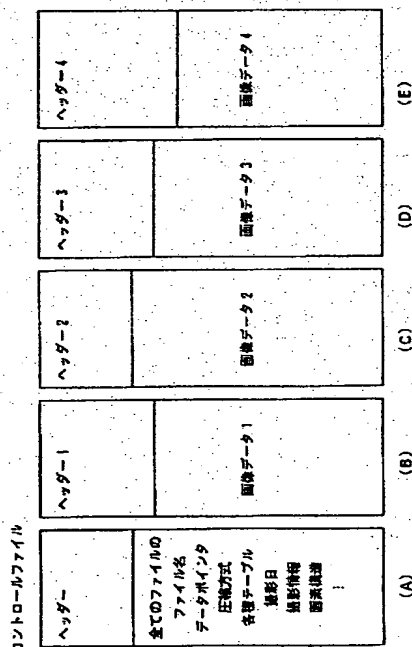 コントロールファイル
ヘッダー
全てのファイルの
ファイル名
データポインタ
圧縮方式
各種テーブル
撮影日
撮影情報
画素構造
(A)
ヘッダー1
画像データ1
(B)
ヘッダー2
画像データ2
(C)
ヘッダー3
画像データ3
(D)
ヘッダー4
画像データ4
(E)